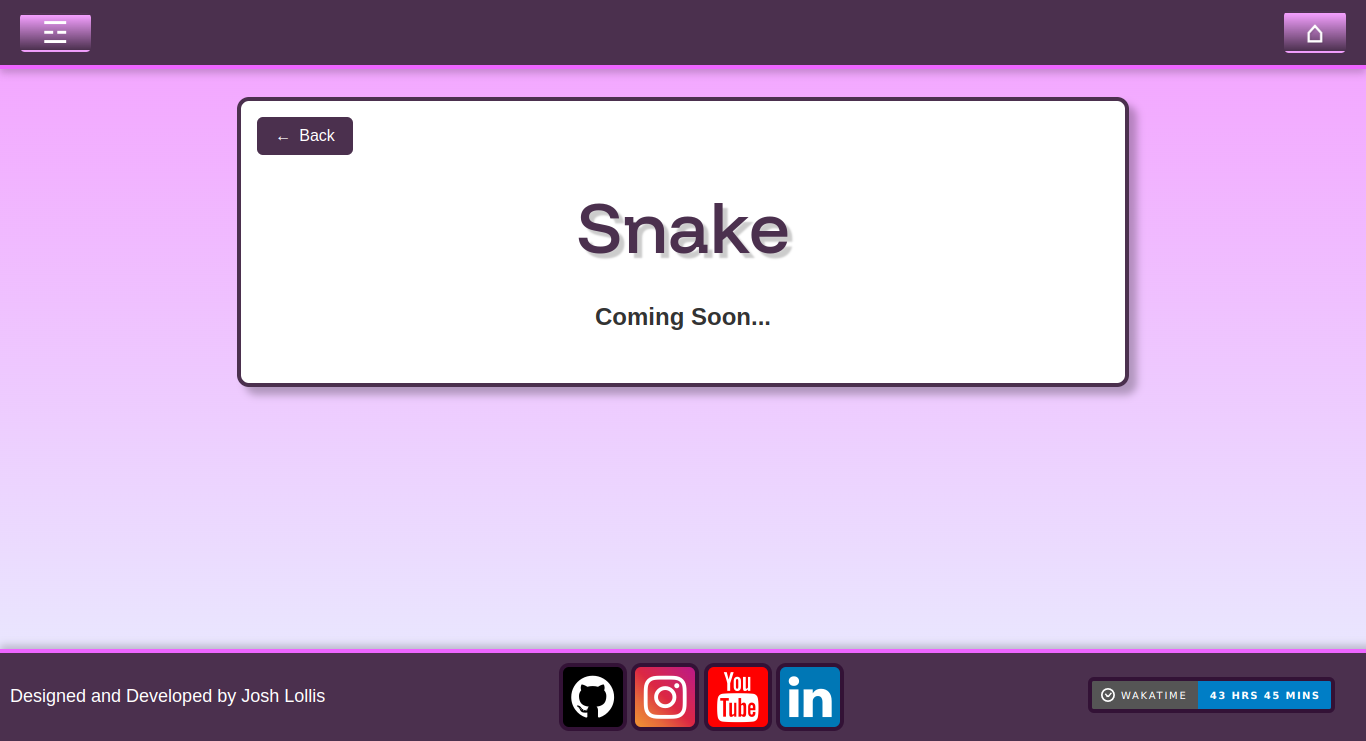 ← Back
Snake
Coming Soon...
Designed and Developed by Josh Lollis
You
Tube
in
WAKATIME 43 HRS 45 MINS